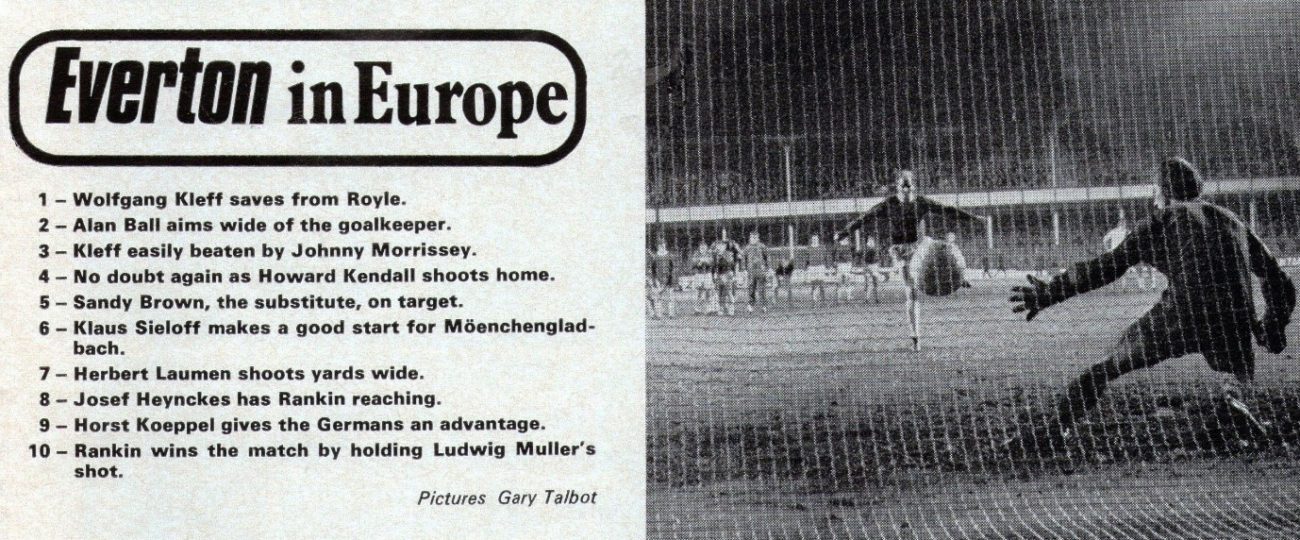 Everton in Europe
1 – Wolfgang Kleff saves from Royle.
2 – Alan Ball aims wide of the goalkeeper.
3 – Kleff easily beaten by Johnny Morrissey.
4 – No doubt again as Howard Kendall shoots home.
5 – Sandy Brown, the substitute, on target.
6 – Klaus Sieloff makes a good start for Möenchenglad-
bach.
7 – Herbert Laumen shoots yards wide.
8 – Josef Heynckes has Rankin reaching.
9 – Horst Koeppel gives the Germans an advantage.
10 – Rankin wins the match by holding Ludwig Muller's
shot.
Pictures Gary Talbot